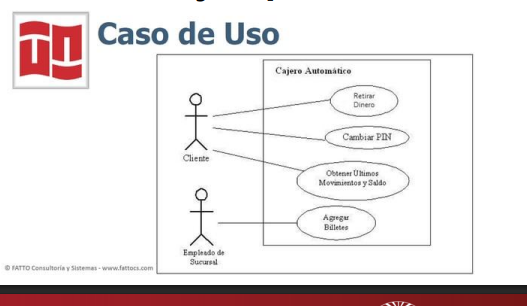 Caso de Uso
Cajero Automático
Retirar
Dinero
Cambiar PIN
Cliente
Obtener Ultimos
Movimientos y Saldo
Agregar
Billetes
Empleado de
Sucursal
© FATTO Consultoría y Sistemas - www.fattocs.com